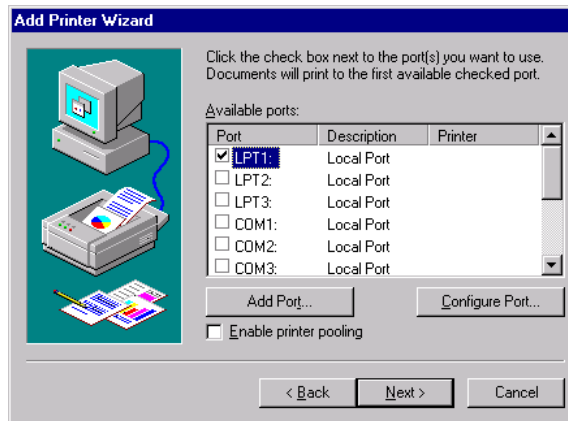 Add Printer Wizard
Click the check box next to the port(s) you want to use.
Documents will print to the first available checked port.
Available ports:
Port Description Printer
LPT1: Local Port
LPT2: Local Port
LPT3: Local Port
COM1: Local Port
COM2: Local Port
COM3: Local Port
Add Port... Configure Port...
Enable printer pooling
< Back Next > Cancel